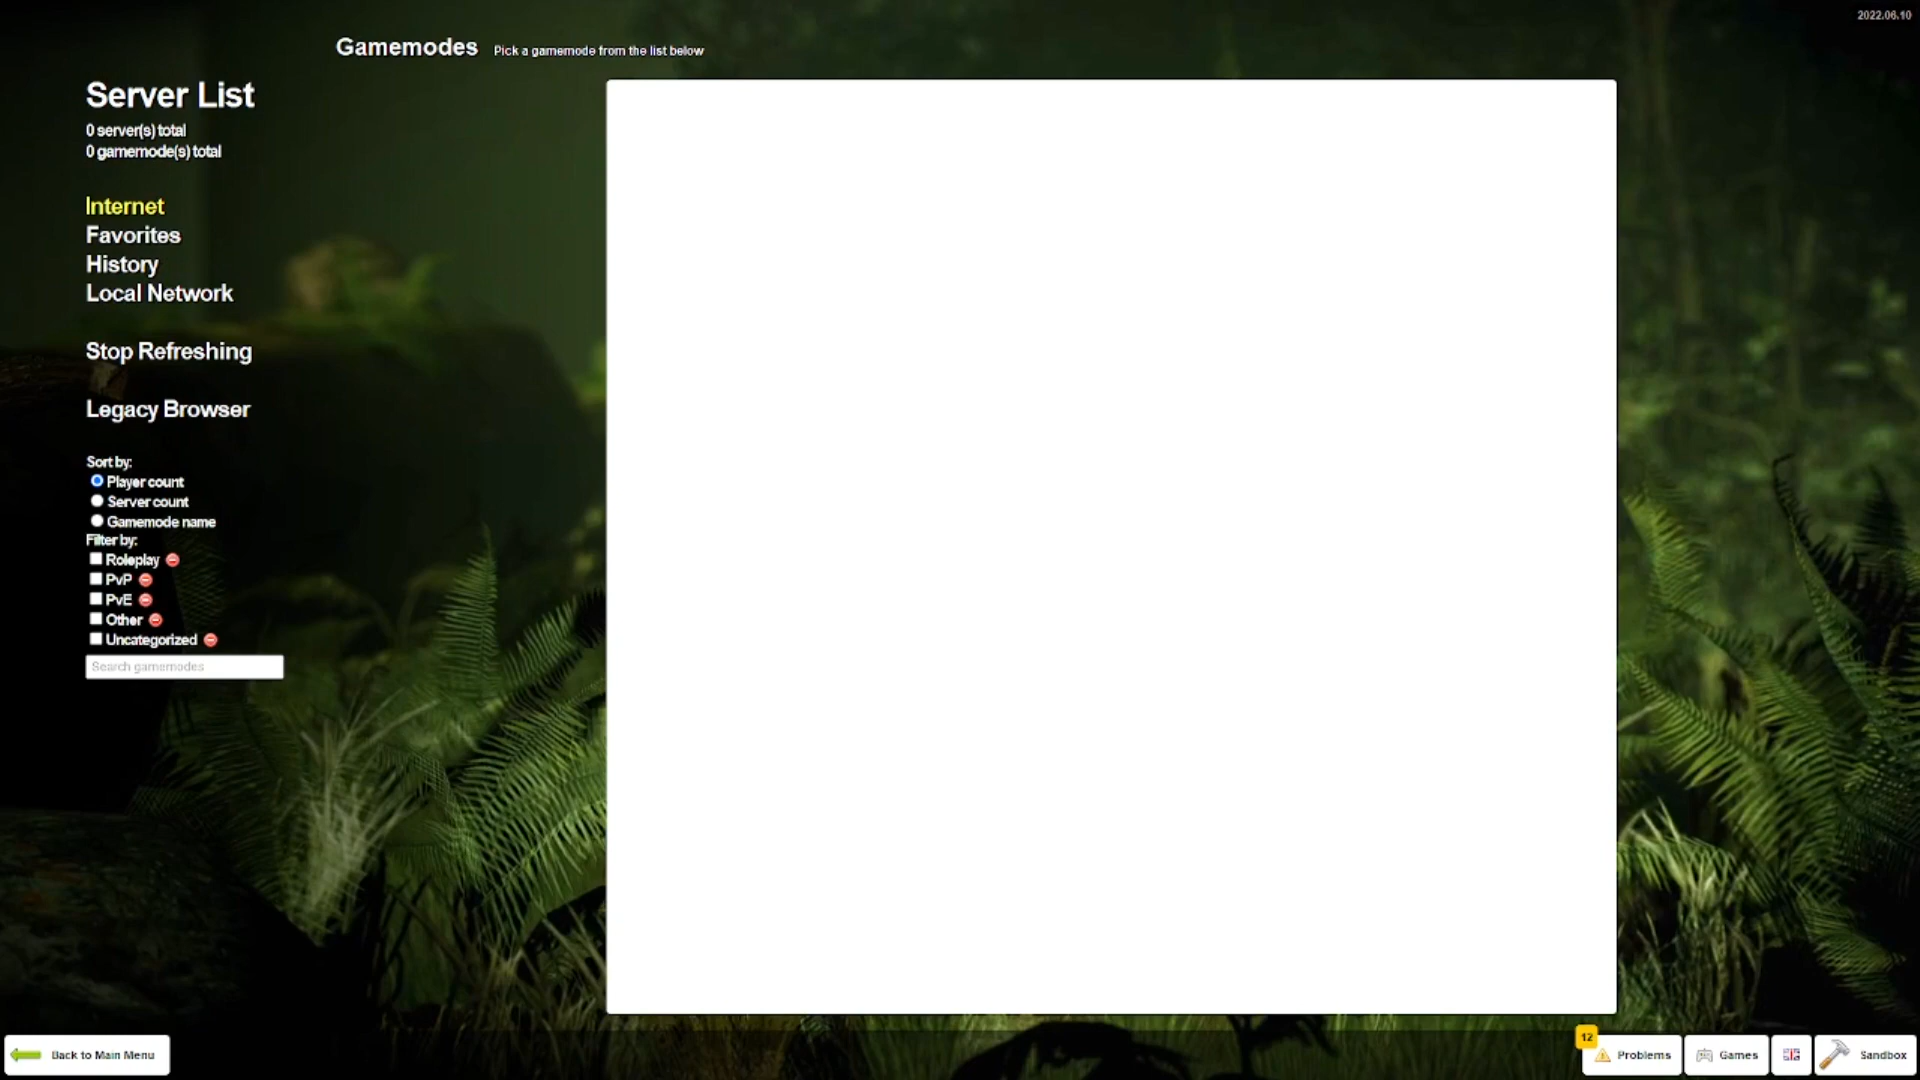 2022.06.10
Gamemodes Pick a gamemode from the list below
Server List
0 server(s) total
0 gamemode(s) total
Internet
Favorites
History
Local Network
Stop Refreshing
Legacy Browser
Sort by:
Player count
Server count
Gamemode name
Filter by:
Roleplay
PvP
PvE
Other
Uncategorized
Search gamemodes
Back to Main Menu
12
Problems
Games
Sandbox